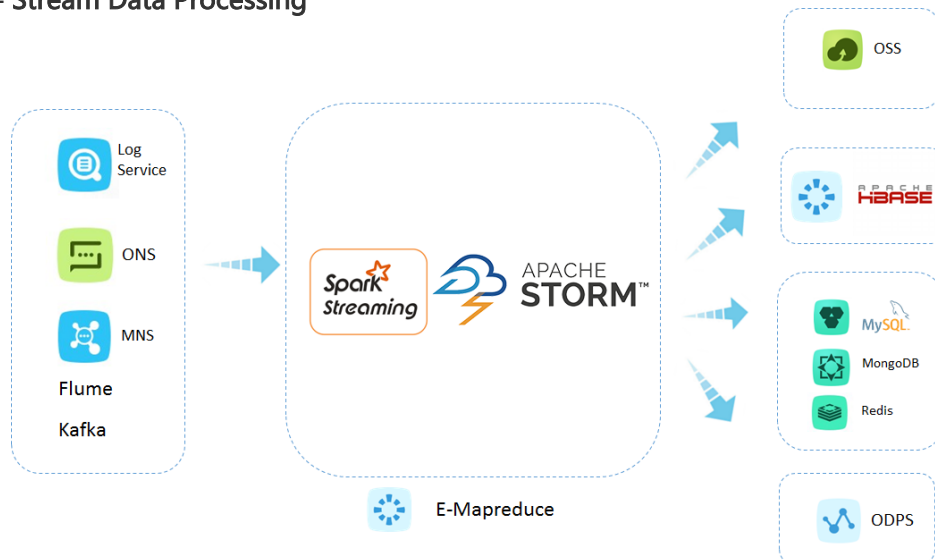 - Stream Data Processing
Log
Service
ONS
MNS
Flume
Kafka
Spark
Streaming
APACHE
STORM™
E-Mapreduce
OSS
APACHE
HBASE
MySQL.
MongoDB
Redis
ODPS